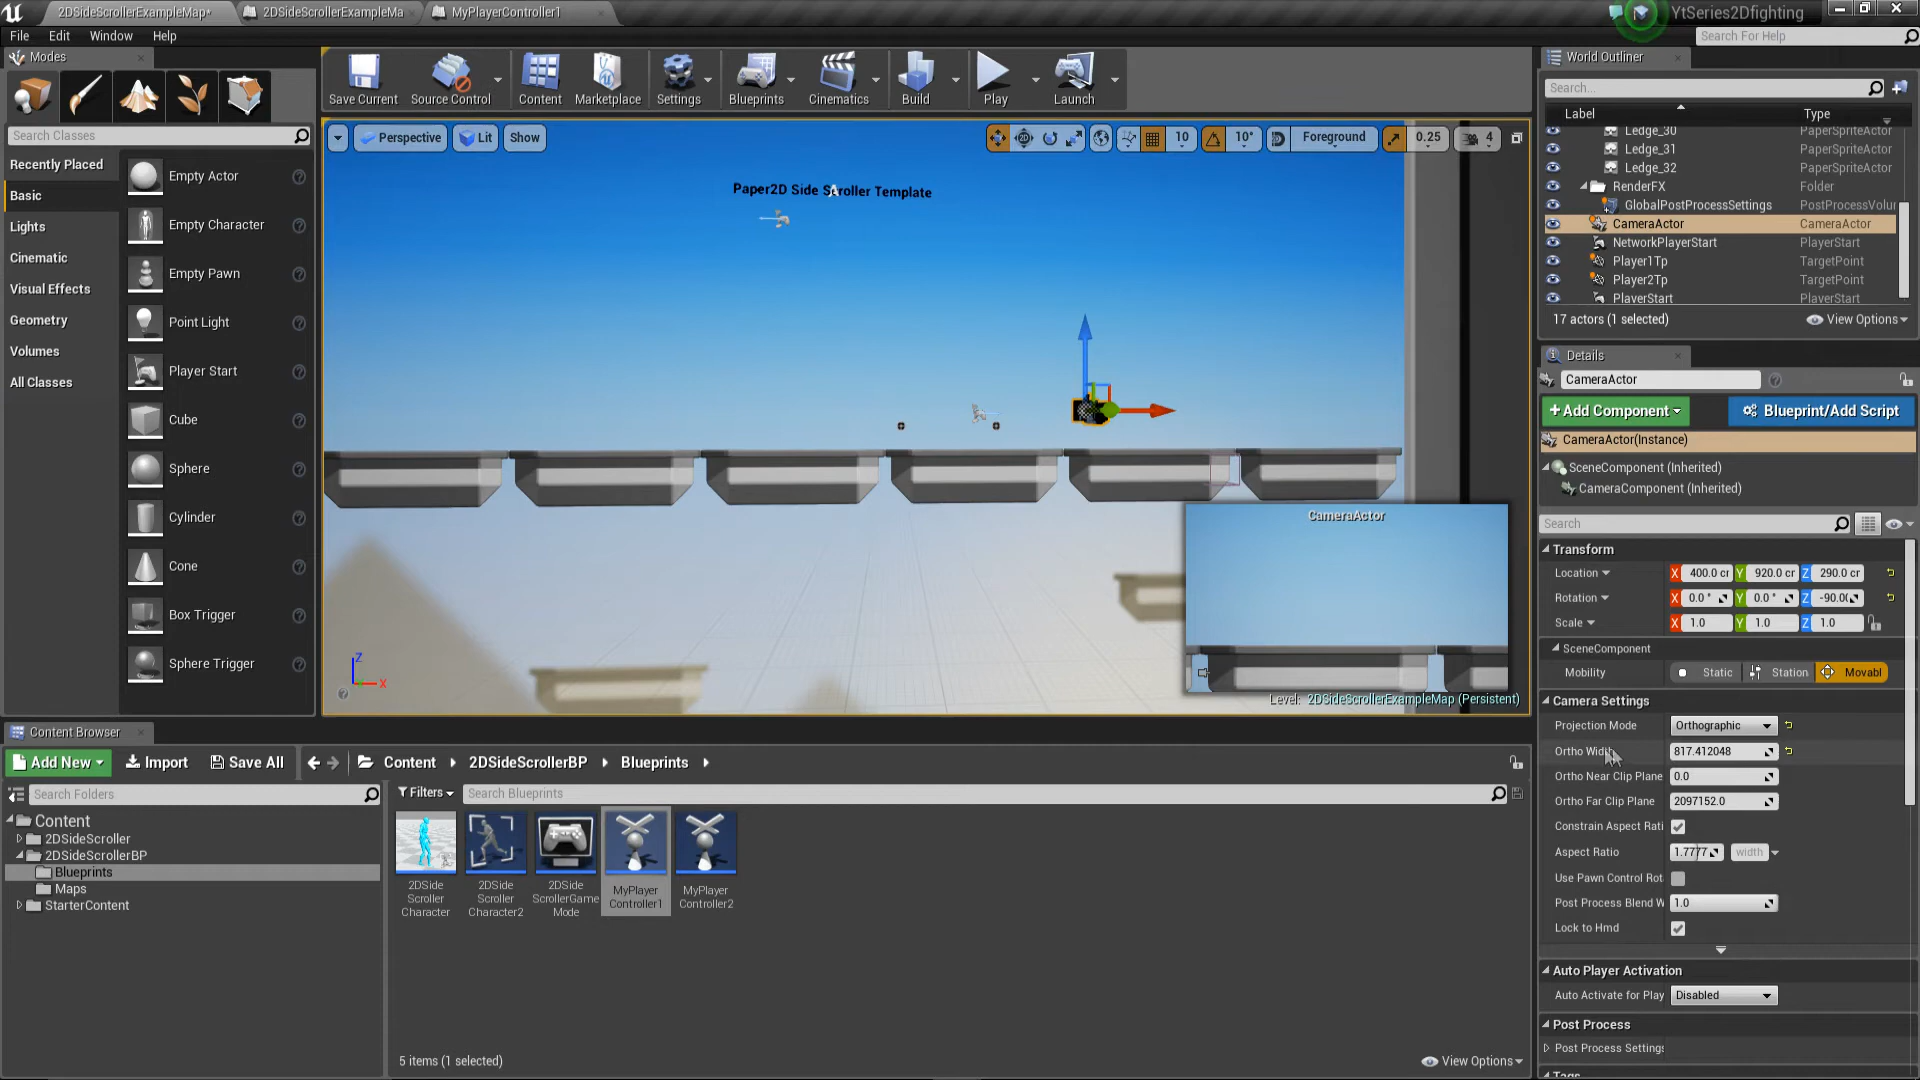 2DSideScrollerExampleMap*
2DSideScrollerExampleMa
MyPlayerController1
YtSeries2Dfighting
File
Edit
Window
Help
Search For Help
Modes
Save Current
Source Control
Content
Marketplace
Settings
Blueprints
Cinematics
Build
Play
Launch
World Outliner
Search...
Label
Type
Ledge_30
PaperSpriteActor
Ledge_31
PaperSpriteActor
Ledge_32
PaperSpriteActor
RenderFX
Folder
GlobalPostProcessSettings
PostProcessVolu
CameraActor
CameraActor
NetworkPlayerStart
PlayerStart
Player1Tp
TargetPoint
Player2Tp
TargetPoint
PlayerStart
PlayerStart
17 actors (1 selected)
View Options
Search Classes
Recently Placed
Basic
Lights
Cinematic
Visual Effects
Geometry
Volumes
All Classes
Empty Actor
Empty Character
Empty Pawn
Point Light
Player Start
Cube
Sphere
Cylinder
Cone
Box Trigger
Sphere Trigger
Perspective
Lit
Show
10
10°
Foreground
0.25
4
Paper2D Side Scroller Template
CameraActor
Z
X
Level: 2DSideScrollerExampleMap (Persistent)
Details
CameraActor
+Add Component
Blueprint/Add Script
CameraActor(Instance)
SceneComponent (Inherited)
CameraComponent (Inherited)
Search
Transform
Location
X 400.0 cr Y 920.0 cr Z 290.0 cr
Rotation
X 0.0 ° Y 0.0 ° Z -90.0(
Scale
X 1.0 Y 1.0 Z 1.0
SceneComponent
Mobility
Static
Station
Movabl
Camera Settings
Projection Mode
Orthographic
Ortho Width
817.412048
Ortho Near Clip Plane
0.0
Ortho Far Clip Plane
2097152.0
Constrain Aspect Rati
Aspect Ratio
1.7777
width
Use Pawn Control Rot
Post Process Blend W
1.0
Lock to Hmd
Auto Player Activation
Auto Activate for Play
Disabled
Post Process
Post Process Settings
Tags
Content Browser
Add New
Import
Save All
Content
2DSideScrollerBP
Blueprints
Search Folders
Filters
Search Blueprints
Content
2DSideScroller
2DSideScrollerBP
Blueprints
Maps
StarterContent
2DSide
Scroller
Character
2DSide
Scroller
Character2
2DSide
ScrollerGame
Mode
MyPlayer
Controller1
MyPlayer
Controller2
5 items (1 selected)
View Options